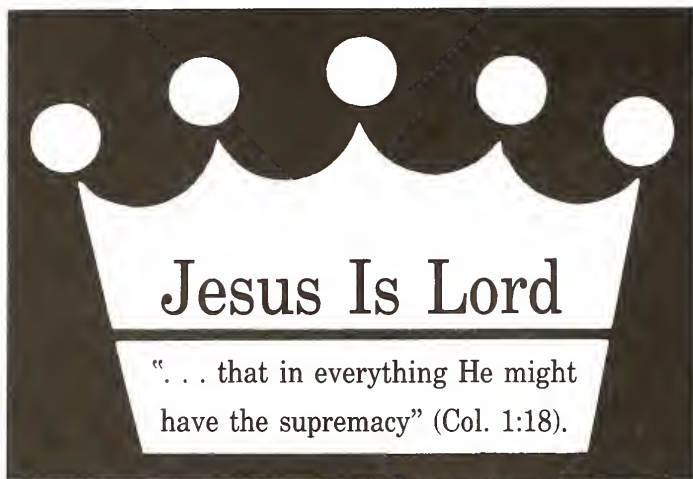 Jesus Is Lord
“. . . that in everything He might
have the supremacy” (Col. 1:18).